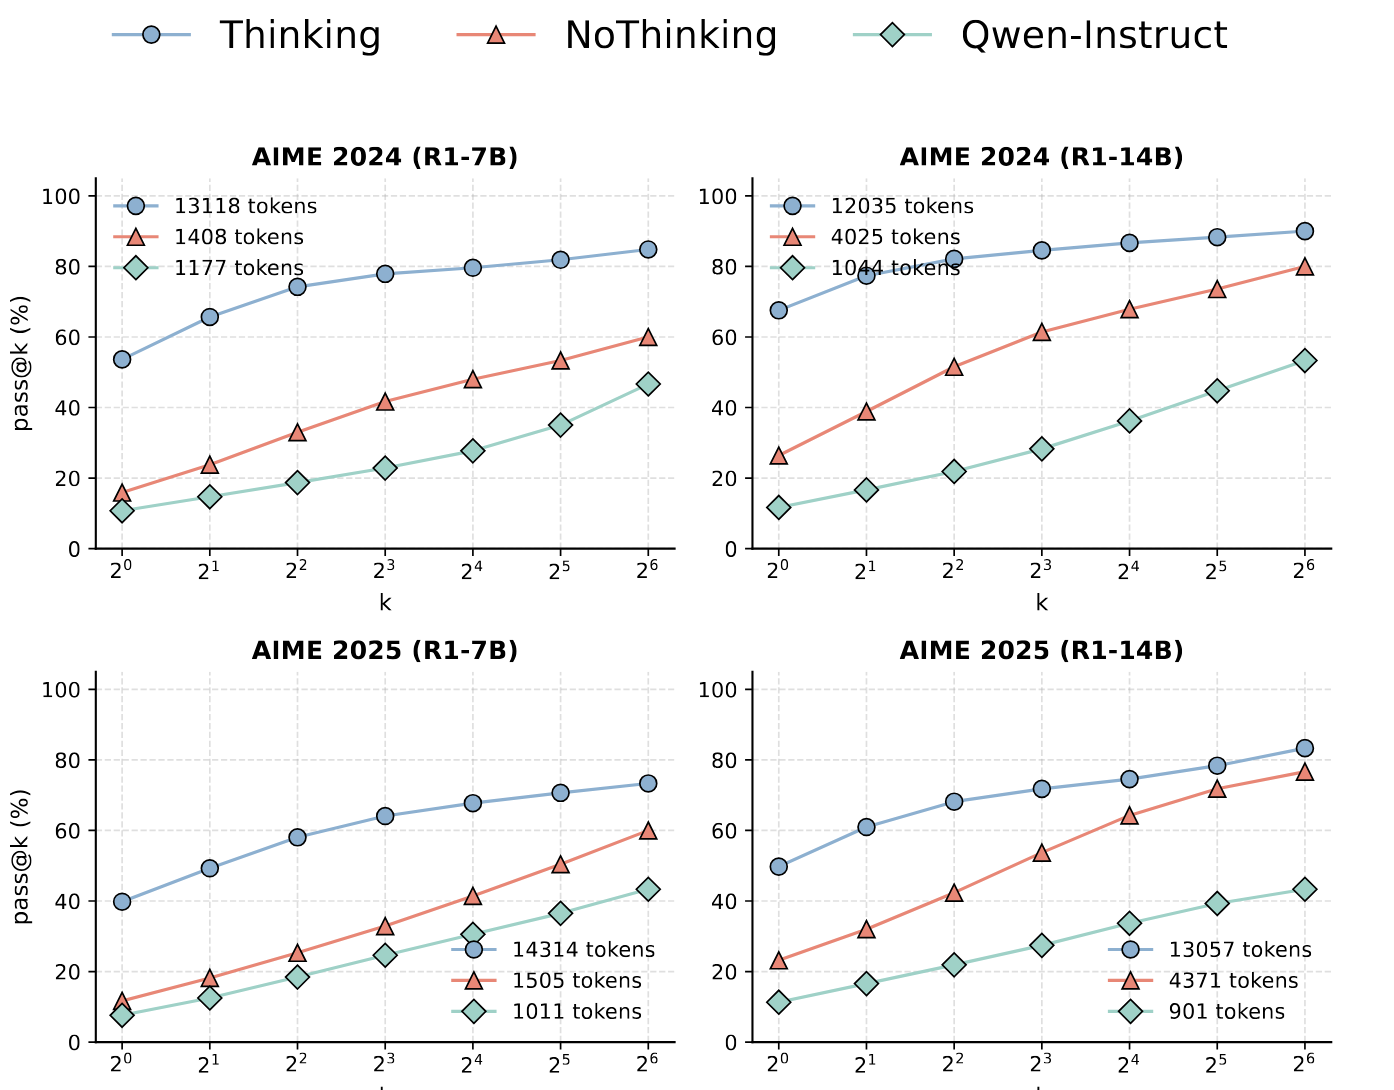 Thinking NoThinking Qwen-Instruct
AIME 2024 (R1-7B)
pass@k (%)
100
80
60
40
20
0
13118 tokens
1408 tokens
1177 tokens
2⁰ 2¹ 2² 2³ 2⁴ 2⁵ 2⁶
k
AIME 2024 (R1-14B)
100
80
60
40
20
0
12035 tokens
4025 tokens
1044 tokens
2⁰ 2¹ 2² 2³ 2⁴ 2⁵ 2⁶
k
AIME 2025 (R1-7B)
pass@k (%)
100
80
60
40
20
0
14314 tokens
1505 tokens
1011 tokens
2⁰ 2¹ 2² 2³ 2⁴ 2⁵ 2⁶
AIME 2025 (R1-14B)
100
80
60
40
20
0
13057 tokens
4371 tokens
901 tokens
2⁰ 2¹ 2² 2³ 2⁴ 2⁵ 2⁶